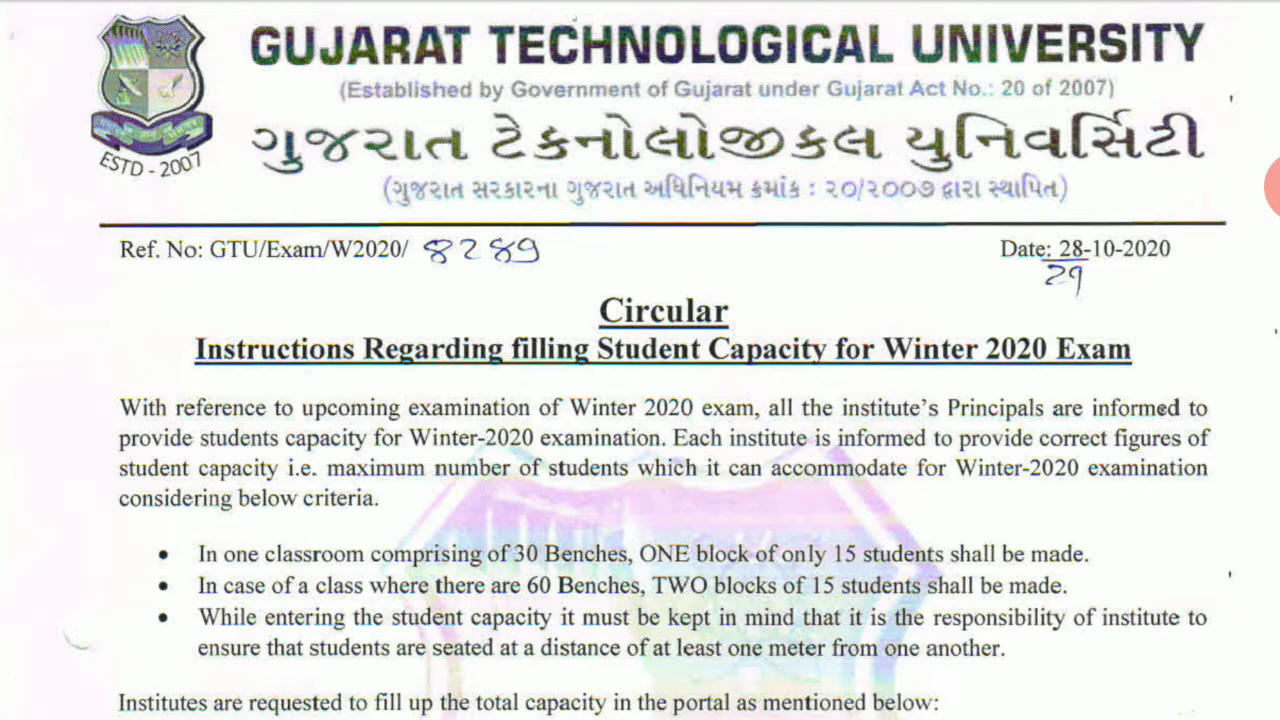 GUJARAT TECHNOLOGICAL UNIVERSITY
(Established by Government of Gujarat under Gujarat Act No.: 20 of 2007)
ગુજરાત ટેકનોલોજીકલ યુનિવર્સિટી
(ગુજરાત સરકારના ગુજરાત અધિનિયમ ક્રમાંક : ૨૦/૨૦૦૭ દ્વારા સ્થાપિત)
ESTD - 2007
Ref. No: GTU/Exam/W2020/ 8289
Date: 28-10-2020
29
Circular
Instructions Regarding filling Student Capacity for Winter 2020 Exam
With reference to upcoming examination of Winter 2020 exam, all the institute's Principals are informed to
provide students capacity for Winter-2020 examination. Each institute is informed to provide correct figures of
student capacity i.e. maximum number of students which it can accommodate for Winter-2020 examination
considering below criteria.
• In one classroom comprising of 30 Benches, ONE block of only 15 students shall be made.
• In case of a class where there are 60 Benches, TWO blocks of 15 students shall be made.
• While entering the student capacity it must be kept in mind that it is the responsibility of institute to
ensure that students are seated at a distance of at least one meter from one another.
Institutes are requested to fill up the total capacity in the portal as mentioned below: